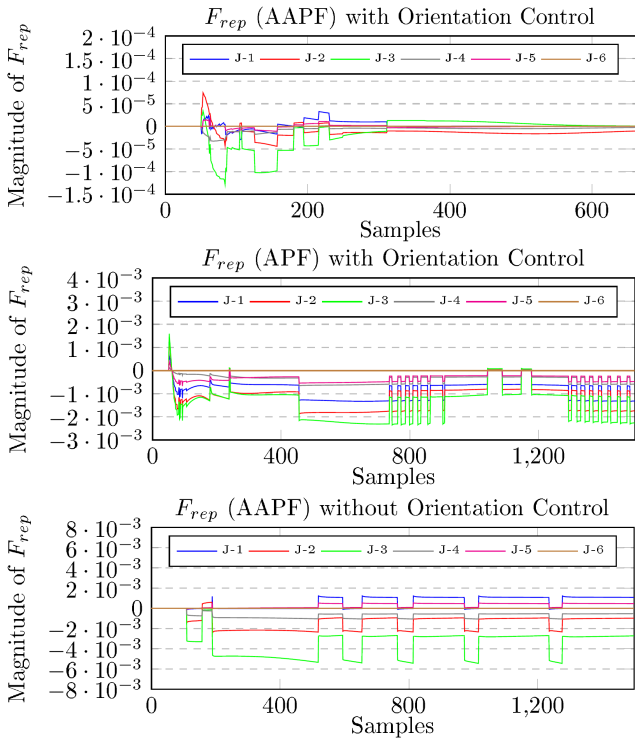 F_rep (AAPF) with Orientation Control
Magnitude of F_rep
2 · 10^-4
1.5 · 10^-4
1 · 10^-4
5 · 10^-5
0
−5 · 10^-5
−1 · 10^-4
−1.5 · 10^-4
J-1 J-2 J-3 J-4 J-5 J-6
0 200 400 600
Samples
F_rep (APF) with Orientation Control
Magnitude of F_rep
4 · 10^-3
3 · 10^-3
2 · 10^-3
1 · 10^-3
0
−1 · 10^-3
−2 · 10^-3
−3 · 10^-3
J-1 J-2 J-3 J-4 J-5 J-6
0 400 800 1,200
Samples
F_rep (AAPF) without Orientation Control
Magnitude of F_rep
8 · 10^-3
6 · 10^-3
4 · 10^-3
2 · 10^-3
0
−2 · 10^-3
−4 · 10^-3
−6 · 10^-3
−8 · 10^-3
J-1 J-2 J-3 J-4 J-5 J-6
0 400 800 1,200
Samples